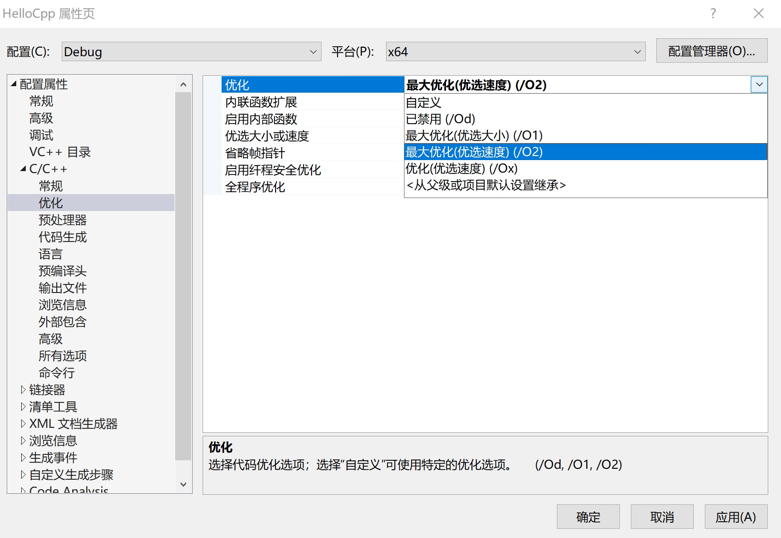 HelloCpp 属性页
配置(C): Debug 平台(P): x64 配置管理器(O)...
配置属性
常规
高级
调试
VC++ 目录
C/C++
常规
优化
预处理器
代码生成
语言
预编译头
输出文件
浏览信息
外部包含
高级
所有选项
命令行
链接器
清单工具
XML 文档生成器
浏览信息
生成事件
自定义生成步骤
Code Analysis
优化 最大优化(优选速度) (/O2)
内联函数扩展
启用内部函数
优选大小或速度
省略帧指针
启用纤程安全优化
全程序优化
自定义
已禁用 (/Od)
最大优化(优选大小) (/O1)
最大优化(优选速度) (/O2)
优化(优选速度) (/Ox)
<从父级或项目默认设置继承>
优化
选择代码优化选项；选择“自定义”可使用特定的优化选项。 (/Od, /O1, /O2)
确定 取消 应用(A)